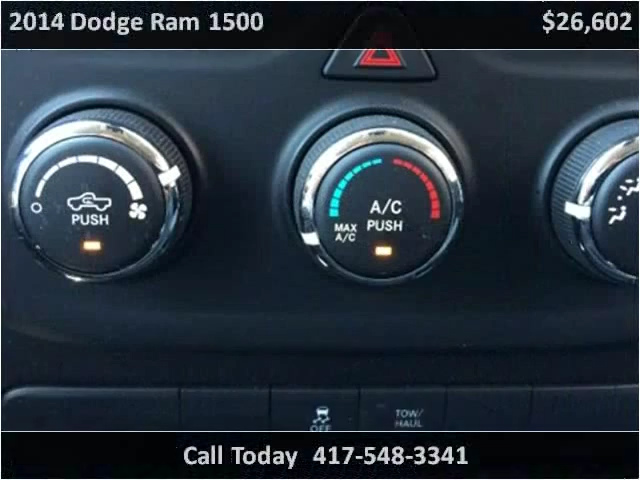 2014 Dodge Ram 1500 $26,602
PUSH
A/C
PUSH
MAX
A/C
OFF
TOW/
HAUL
Call Today 417-548-3341